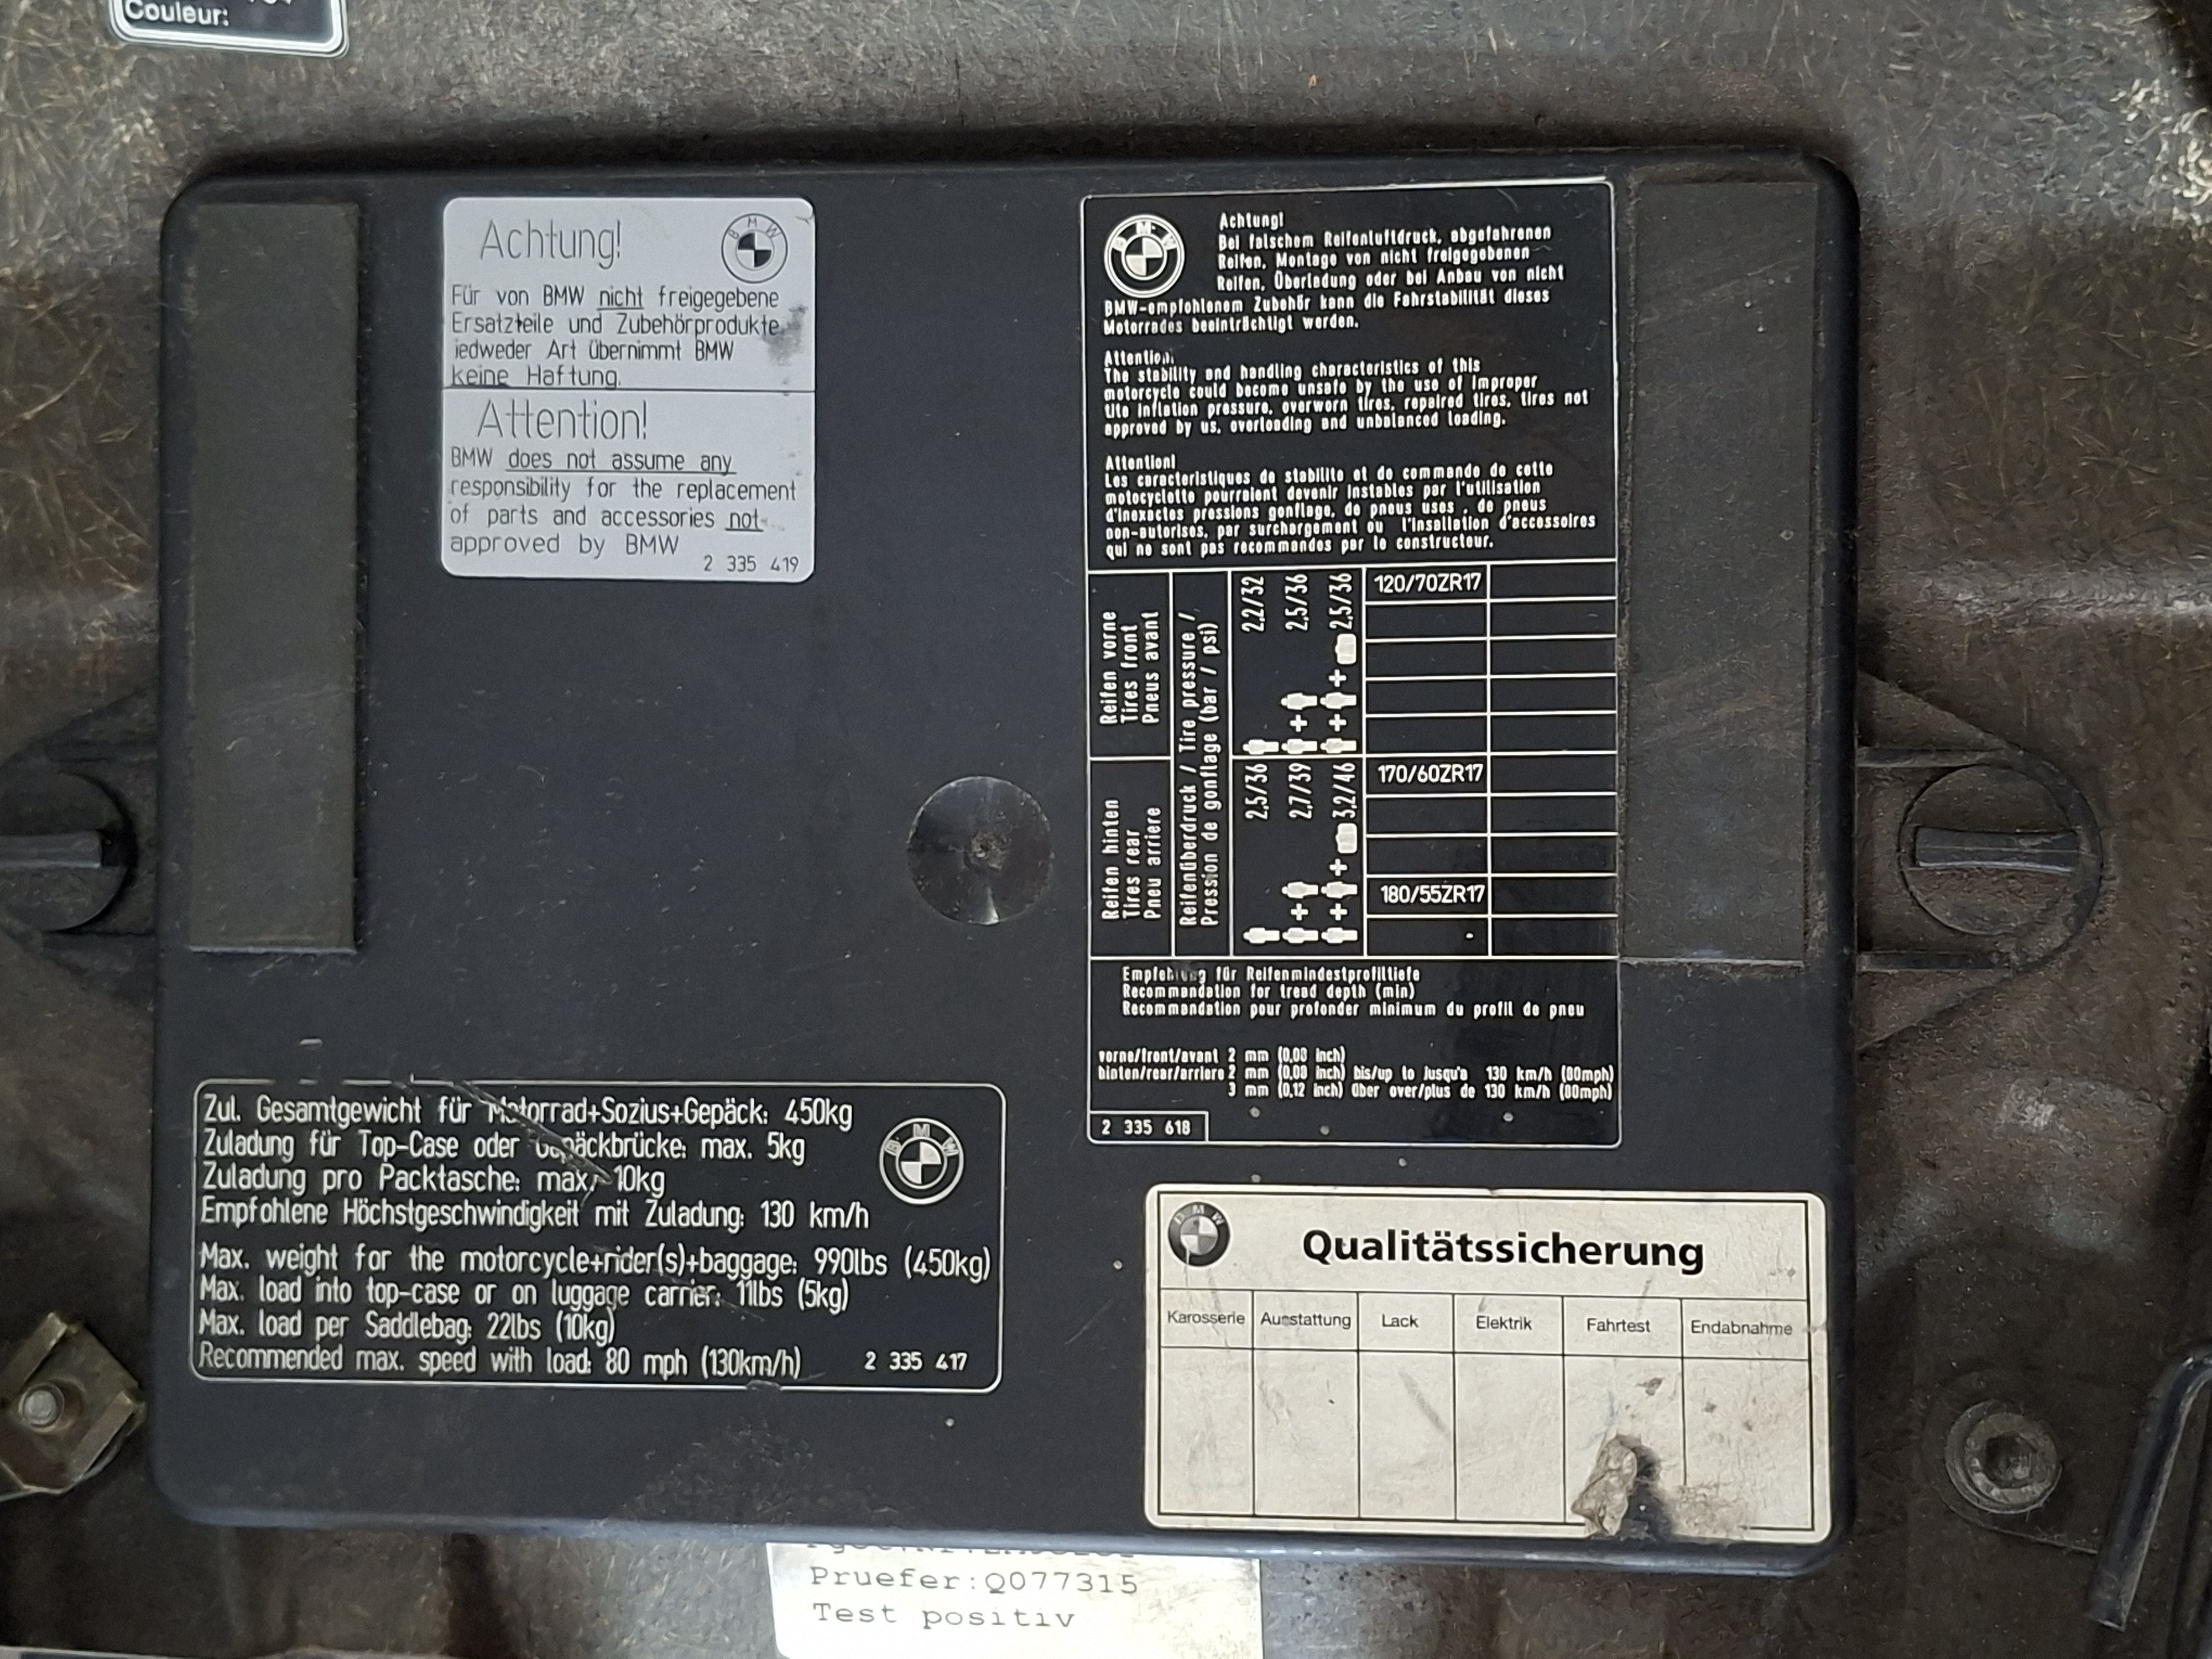 Couleur:
Achtung!
BMW
Für von BMW nicht freigegebene
Ersatzteile und Zubehörprodukte
jedweder Art übernimmt BMW
keine Haftung.
Attention!
BMW does not assume any
responsibility for the replacement
of parts and accessories not
approved by BMW
2 335 419
BMW
Achtung!
Bei falschem Reifenluftdruck, abgefahrenen
Reifen, Montage von nicht freigegebenen
Reifen, Überladung oder bei Anbau von nicht
BMW-empfohlenem Zubehör kann die Fahrstabilität dieses
Motorrades beeinträchtigt werden.
Attention.
The stability and handling characteristics of this
motorcycle could become unsafe by the use of improper
tite inflation pressure, overworn tires, repaired tires, tires not
approved by us, overloading and unbalanced loading.
Attention!
Les caracteristiques de stabilite et de commande de cette
motocyclette pourraient devenir instables par l'utilisation
d'inexactes pressions gonflage, de pneus uses , de pneus
non-autorises, par surchargement ou l'insallation d'accessoires
qui ne sont pas recommandes par le constructeur.
Reifen vorne
Tires front
Pneus avant
Reifenüberdruck / Tire pressure /
Pression de gonflage (bar / psi)
2,2/32
2,5/36
+
2,5/36
+ +
120/70ZR17
Reifen hinten
Tires rear
Pneu arriere
2,5/36
2,7/39
+
3,2/46
+ +
170/60ZR17
180/55ZR17
Empfehlung für Reifenmindestprofiltiefe
Recommandation for tread depth (min)
Recommandation pour profonder minimum du profil de pneu
vorne/front/avant 2 mm (0.08 inch)
hinten/rear/arriere 2 mm (0.08 inch) bis/up to jusqu'a 130 km/h (80mph)
3 mm (0.12 inch) über over/plus de 130 km/h (80mph)
2 335 618
Zul. Gesamtgewicht für Motorrad+Sozius+Gepäck: 450kg
Zuladung für Top-Case oder Gepäckbrücke: max. 5kg
Zuladung pro Packtasche: max. 10kg
Empfohlene Höchstgeschwindigkeit mit Zuladung: 130 km/h
BMW
Max. weight for the motorcycle+rider(s)+baggage: 990lbs (450kg)
Max. load into top-case or on luggage carrier: 11lbs (5kg)
Max. load per Saddlebag: 22lbs (10kg)
Recommended max. speed with load: 80 mph (130km/h)
2 335 417
BMW
Qualitätssicherung
Karosserie Ausstattung Lack Elektrik Fahrtest Endabnahme
Pruefer:Q077315
Test positiv